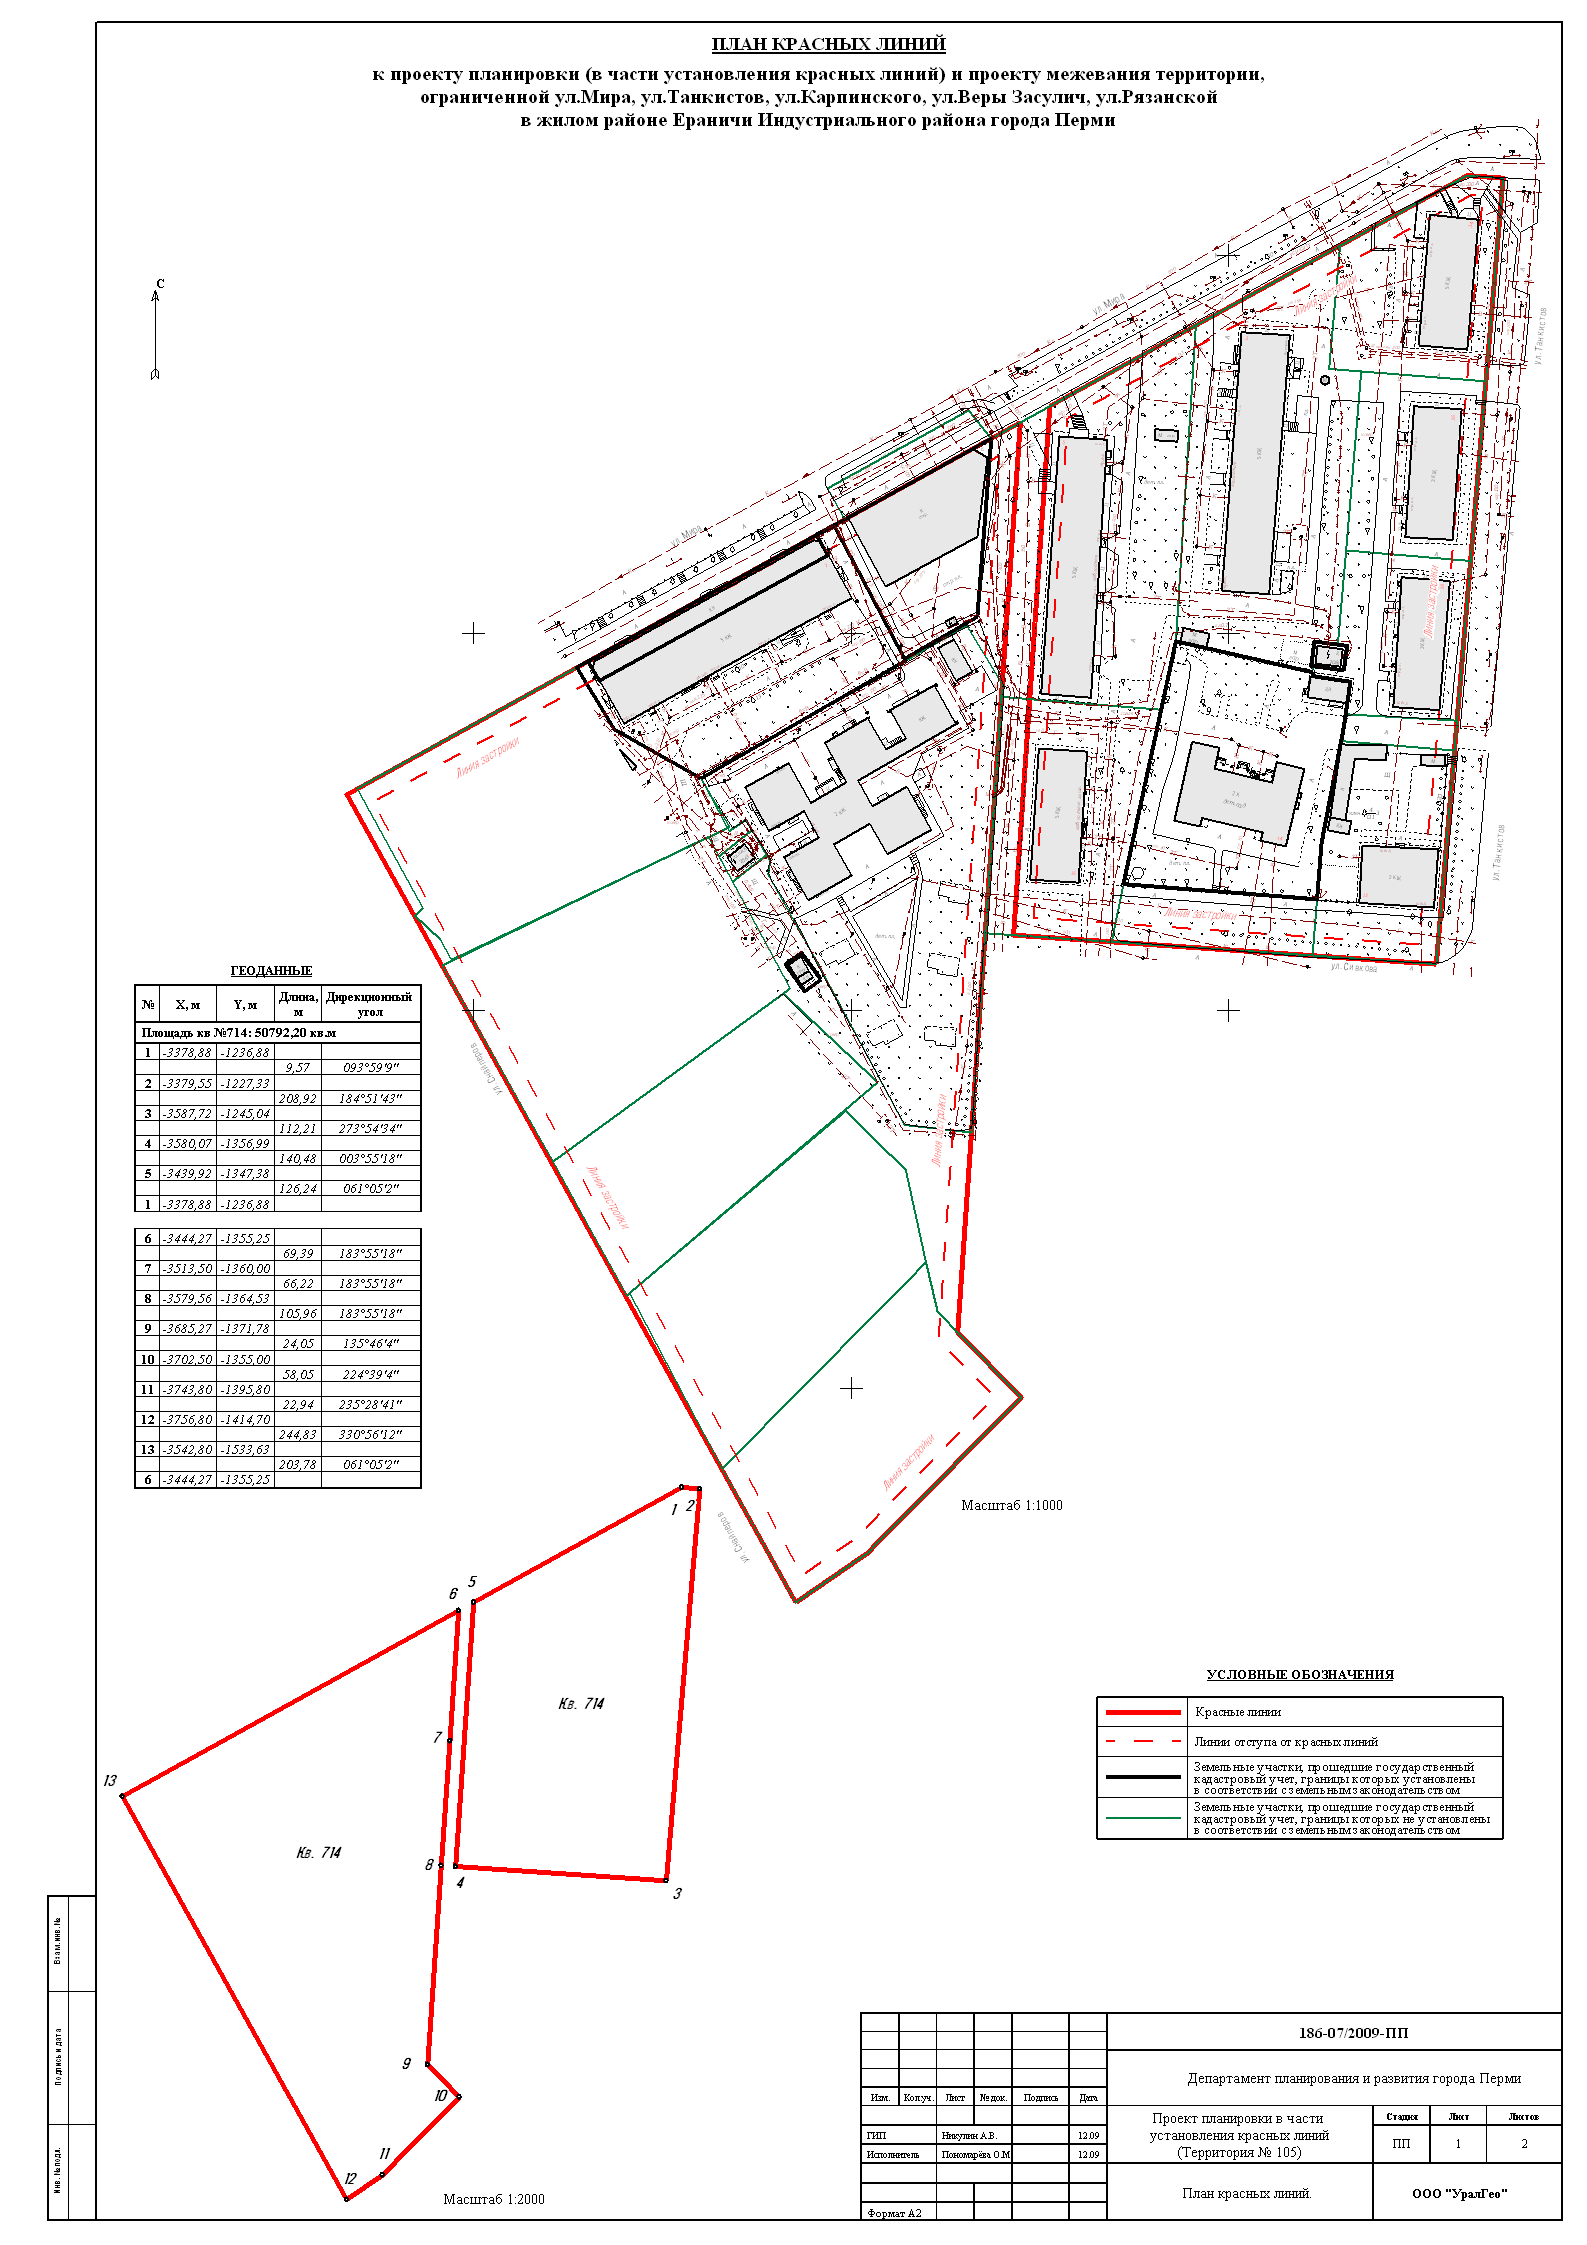 ПЛАН КРАСНЫХ ЛИНИЙ
к проекту планировки (в части установления красных линий) и проекту межевания территории,
ограниченной ул.Мира, ул.Танкистов, ул.Карпинского, ул.Веры Засулич, ул.Рязанской
в жилом районе Ераничи Индустриального района города Перми
С
ул.Мира
ул.Мира
ул.Танкистов
ул.Танкистов
ул.Сивкова
ул.Снайперов
ул.Снайперов
Линия застройки
Линия застройки
Линия застройки
Линия застройки
Линия застройки
Линия застройки
Линия застройки
ГЕОДАННЫЕ
№ X, м Y, м Длина, м Дирекционный угол
Площадь кв №714: 50792,20 кв.м
1 -3378,88 -1236,88
9,57 093°59'9"
2 -3379,55 -1227,33
208,92 184°51'43"
3 -3587,72 -1245,04
112,21 273°54'34"
4 -3580,07 -1356,99
140,48 003°55'18"
5 -3439,92 -1347,38
126,24 061°05'2"
1 -3378,88 -1236,88
6 -3444,27 -1355,25
69,39 183°55'18"
7 -3513,50 -1360,00
66,22 183°55'18"
8 -3579,56 -1364,53
105,96 183°55'18"
9 -3685,27 -1371,78
24,05 135°46'4"
10 -3702,50 -1355,00
58,05 224°39'4"
11 -3743,80 -1395,80
22,94 235°28'41"
12 -3756,80 -1414,70
244,83 330°56'12"
13 -3542,80 -1533,63
203,78 061°05'2"
6 -3444,27 -1355,25
Масштаб 1:1000
1
2
5
6
Кв. 714
7
13
Кв. 714
8
4
3
9
10
11
12
Масштаб 1:2000
УСЛОВНЫЕ ОБОЗНАЧЕНИЯ
Красные линии
Линии отступа от красных линий
Земельные участки, прошедшие государственный
кадастровый учет, границы которых установлены
в соответствии с земельным законодательством
Земельные участки, прошедшие государственный
кадастровый учет, границы которых не установлены
в соответствии с земельным законодательством
Взам.инв.№
Подпись и дата
Инв.№подл.
186-07/2009-ПП
Департамент планирования и развития города Перми
Изм. Кол.уч. Лист №док. Подпись Дата
Проект планировки в части
установления красных линий
(Территория № 105)
Стадия Лист Листов
ПП 1 2
ГИП Никулин А.В. 12.09
Исполнитель Пономарёва О.М 12.09
План красных линий.
ООО "УралГео"
Формат А2